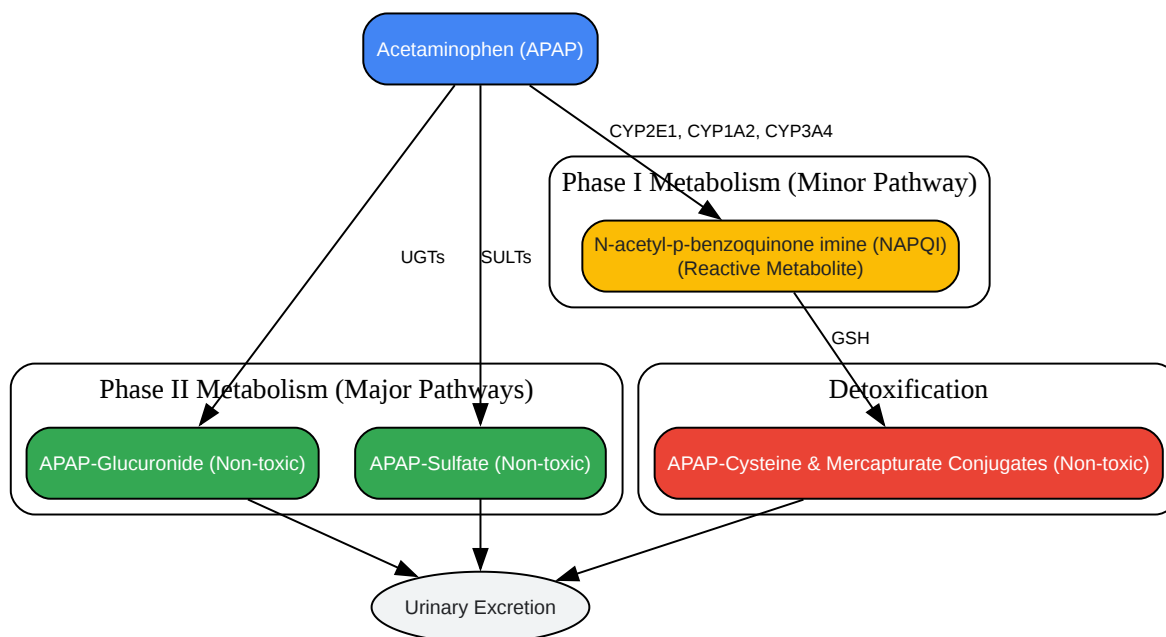 Acetaminophen (APAP)
CYP2E1, CYP1A2, CYP3A4
Phase I Metabolism (Minor Pathway)
N-acetyl-p-benzoquinone imine (NAPQI)
(Reactive Metabolite)
UGTs
SULTs
GSH
Phase II Metabolism (Major Pathways)
Detoxification
APAP-Glucuronide (Non-toxic)
APAP-Sulfate (Non-toxic)
APAP-Cysteine & Mercapturate Conjugates (Non-toxic)
Urinary Excretion